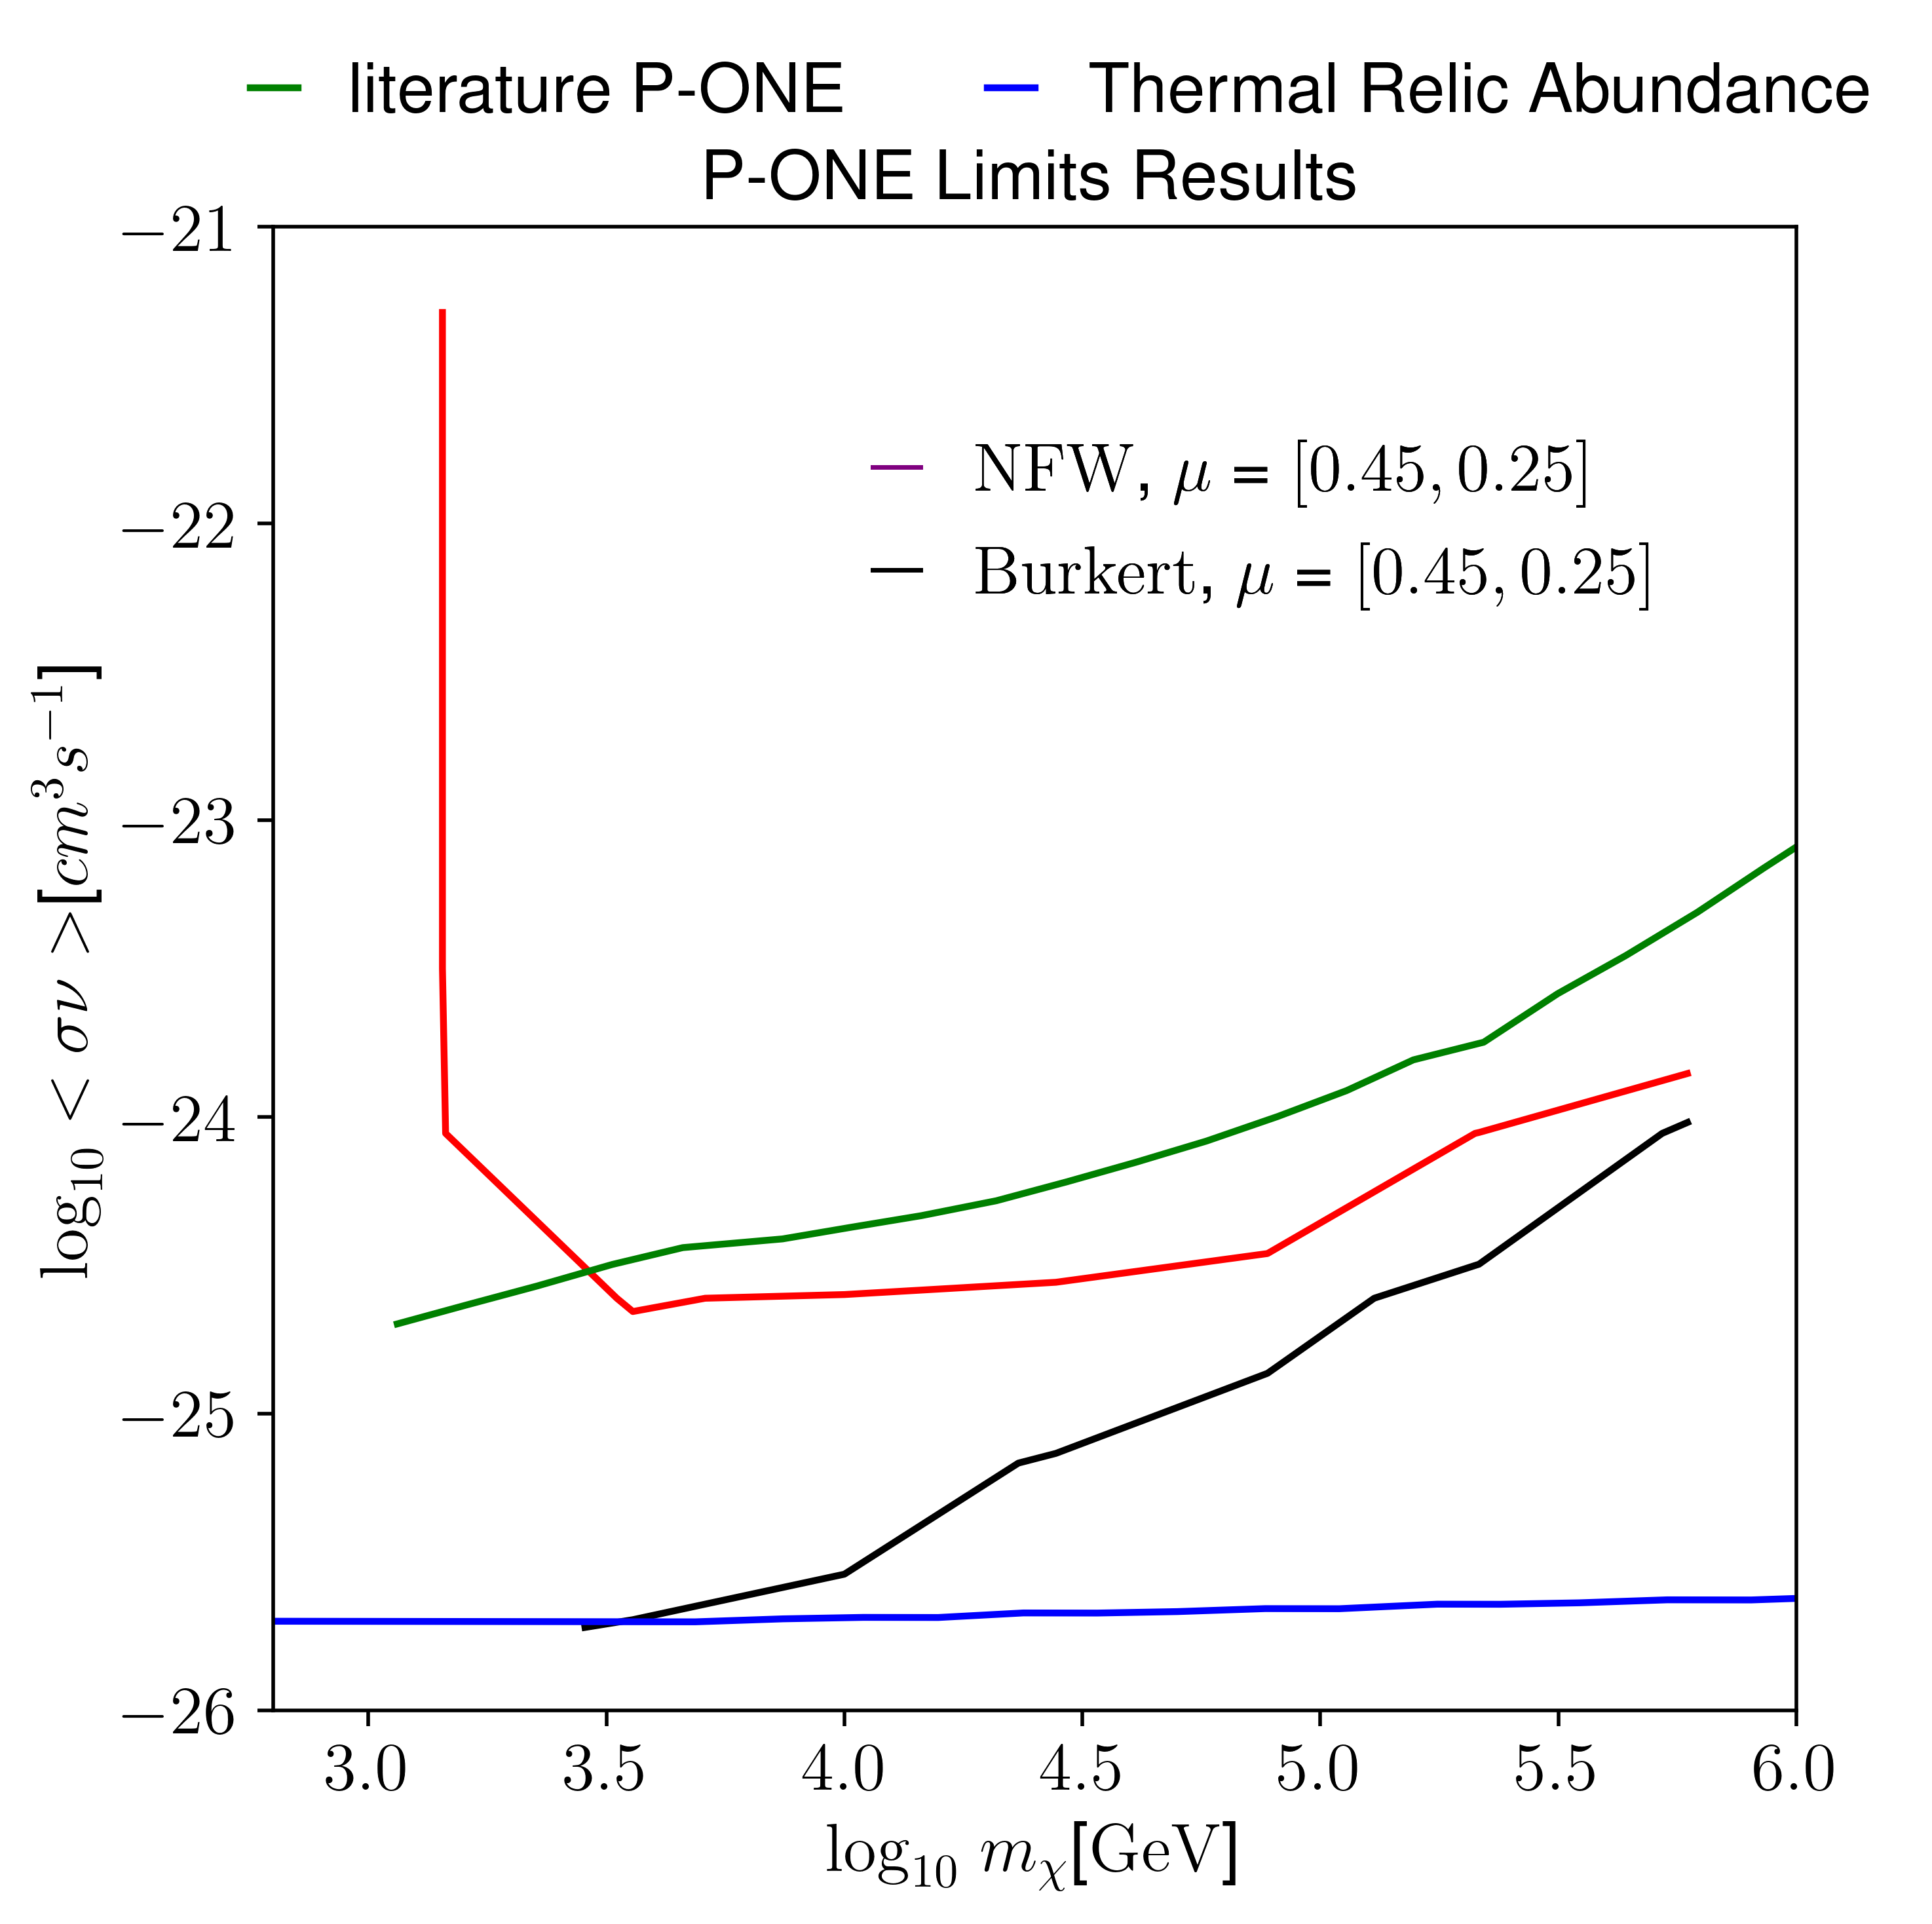 literature P-ONE Thermal Relic Abundance
P-ONE Limits Results
−21
−22
−23
−24
−25
−26
log₁₀ < σν >[cm³s⁻¹]
NFW, μ = [0.45, 0.25]
Burkert, μ = [0.45, 0.25]
3.0 3.5 4.0 4.5 5.0 5.5 6.0
log₁₀ mᵪ[GeV]